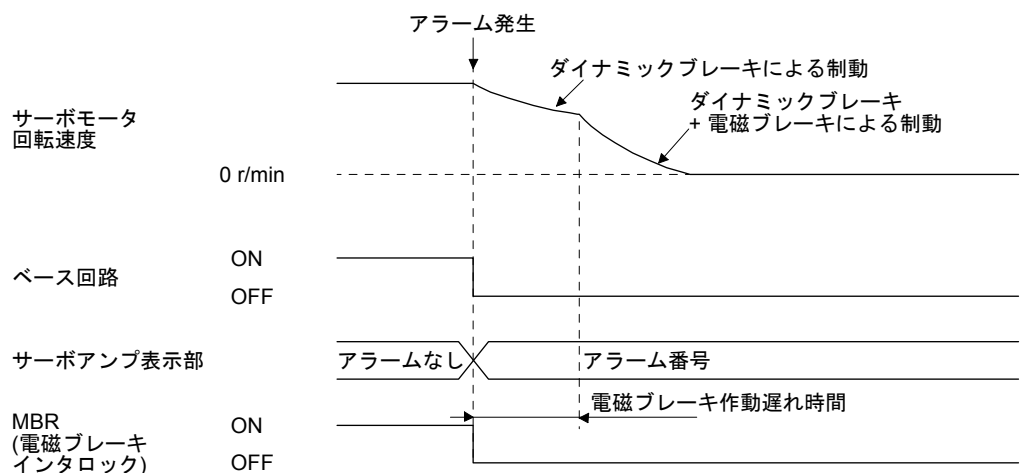 アラーム発生
ダイナミックブレーキによる制動
ダイナミックブレーキ
+ 電磁ブレーキによる制動
サーボモータ
回転速度
0 r/min
ベース回路
ON
OFF
サーボアンプ表示部
アラームなし
アラーム番号
電磁ブレーキ作動遅れ時間
MBR
(電磁ブレーキ
インタロック)
ON
OFF